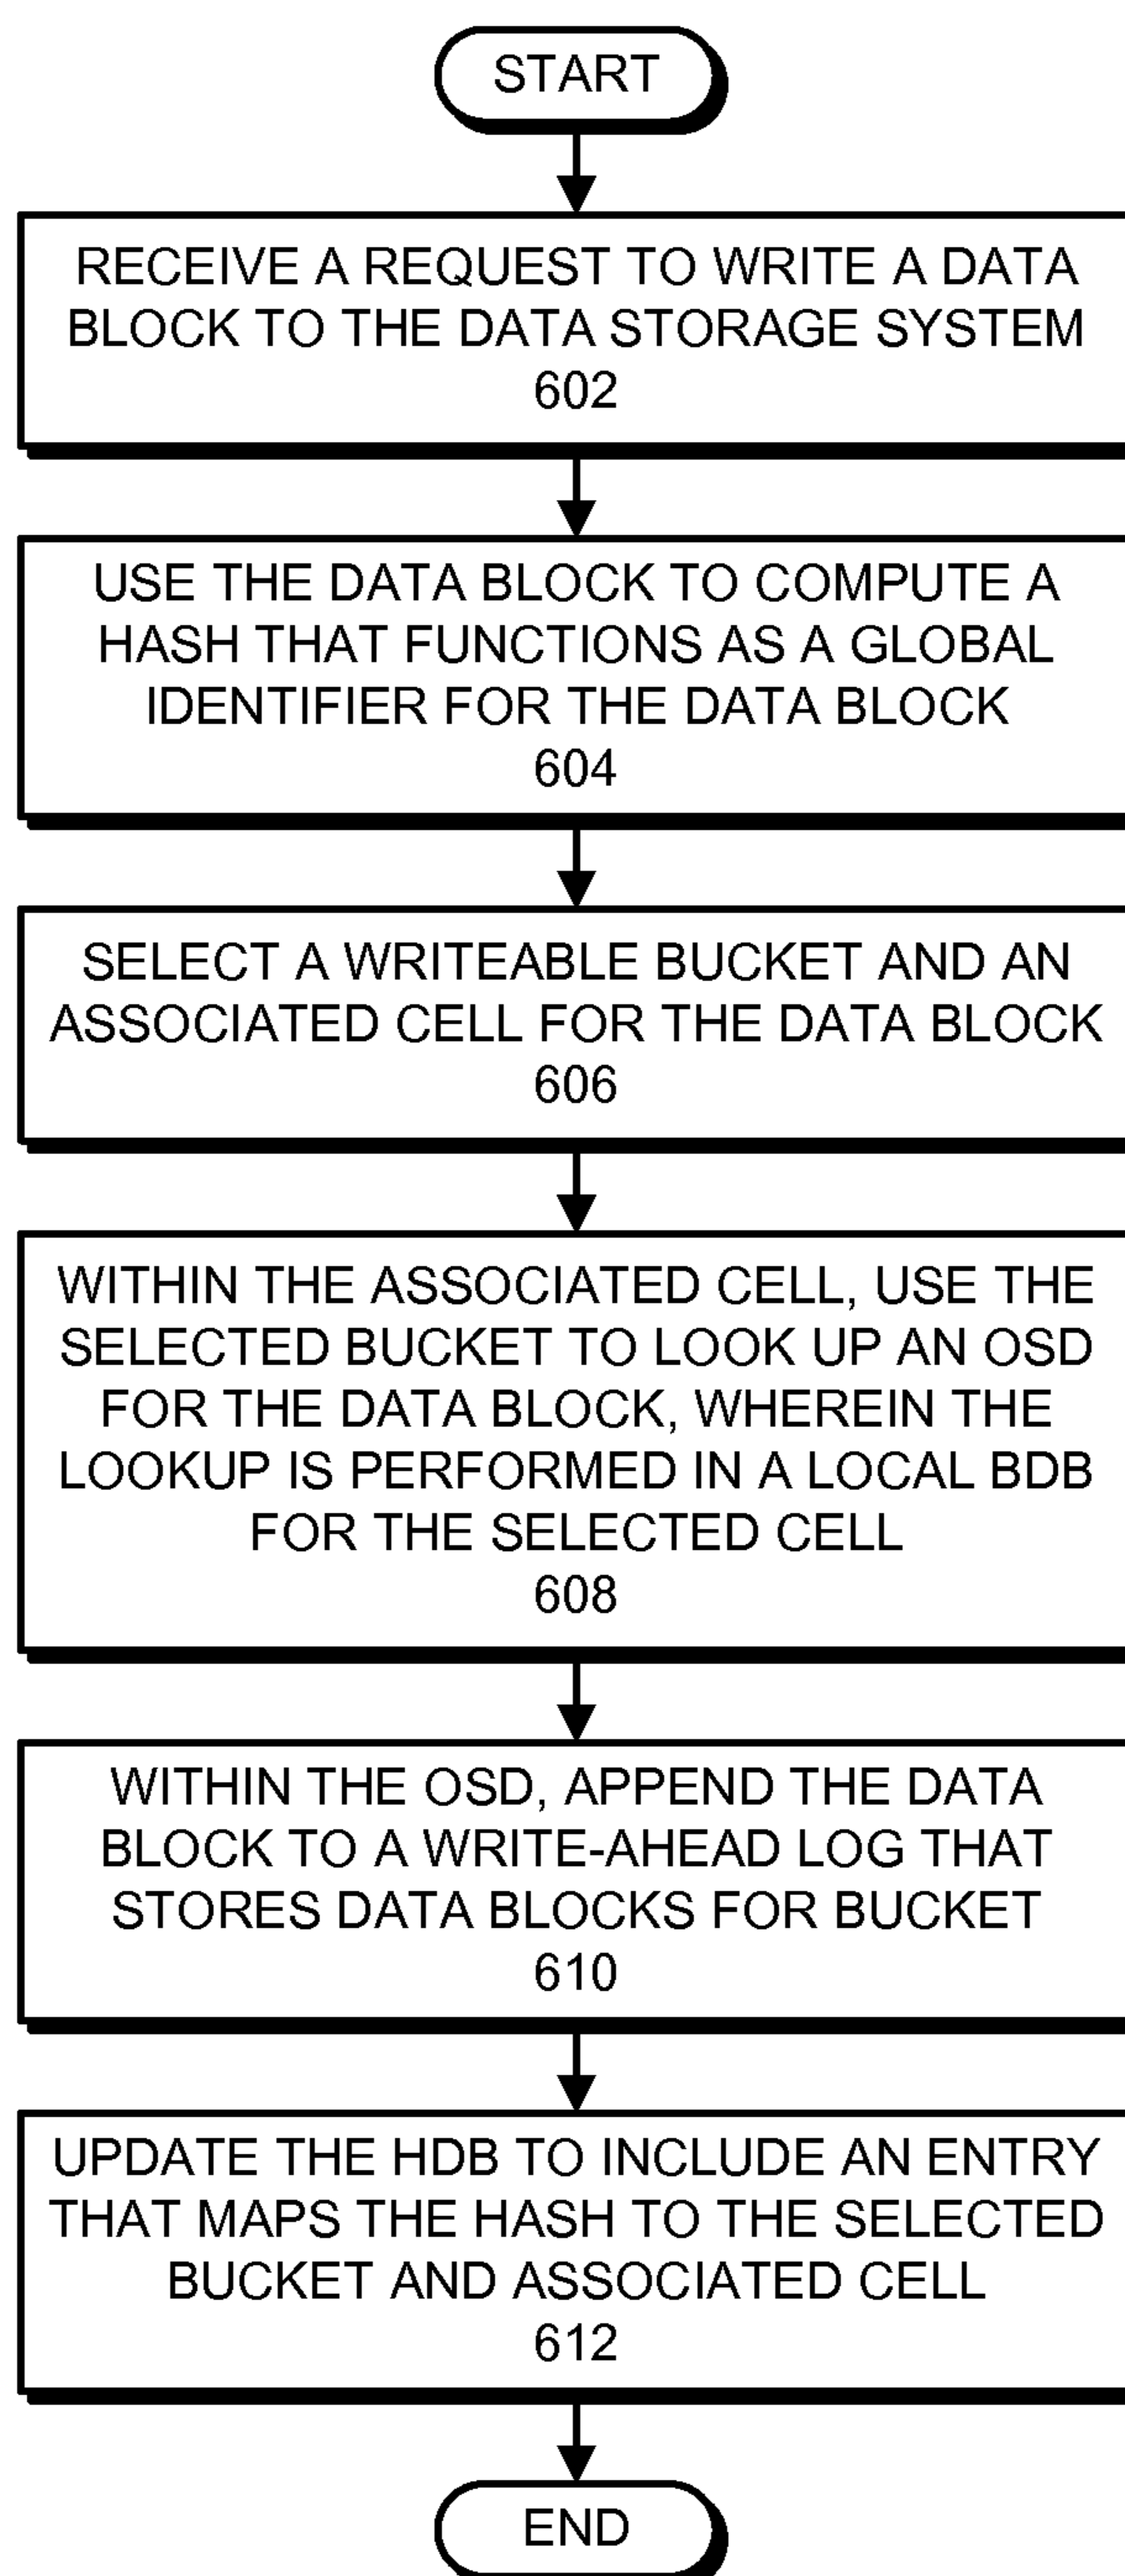 START
RECEIVE A REQUEST TO WRITE A DATA
BLOCK TO THE DATA STORAGE SYSTEM
602
USE THE DATA BLOCK TO COMPUTE A
HASH THAT FUNCTIONS AS A GLOBAL
IDENTIFIER FOR THE DATA BLOCK
604
SELECT A WRITEABLE BUCKET AND AN
ASSOCIATED CELL FOR THE DATA BLOCK
606
WITHIN THE ASSOCIATED CELL, USE THE
SELECTED BUCKET TO LOOK UP AN OSD
FOR THE DATA BLOCK, WHEREIN THE
LOOKUP IS PERFORMED IN A LOCAL BDB
FOR THE SELECTED CELL
608
WITHIN THE OSD, APPEND THE DATA
BLOCK TO A WRITE-AHEAD LOG THAT
STORES DATA BLOCKS FOR BUCKET
610
UPDATE THE HDB TO INCLUDE AN ENTRY
THAT MAPS THE HASH TO THE SELECTED
BUCKET AND ASSOCIATED CELL
612
END